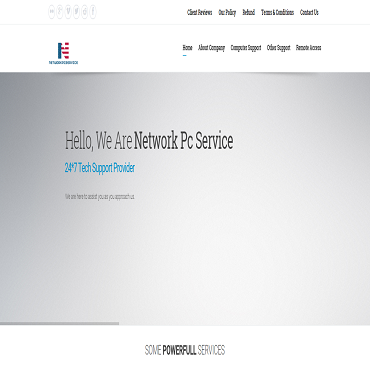 Client Reviews Our Policy Refund Terms & Conditions Contact Us
NETWORK PC SERVICE
Home About Company Computer Support Other Support Remote Access
Hello, We Are Network Pc Service
24*7 Tech Support Provider
We are here to assist you as you approach us.
SOME POWERFULL SERVICES